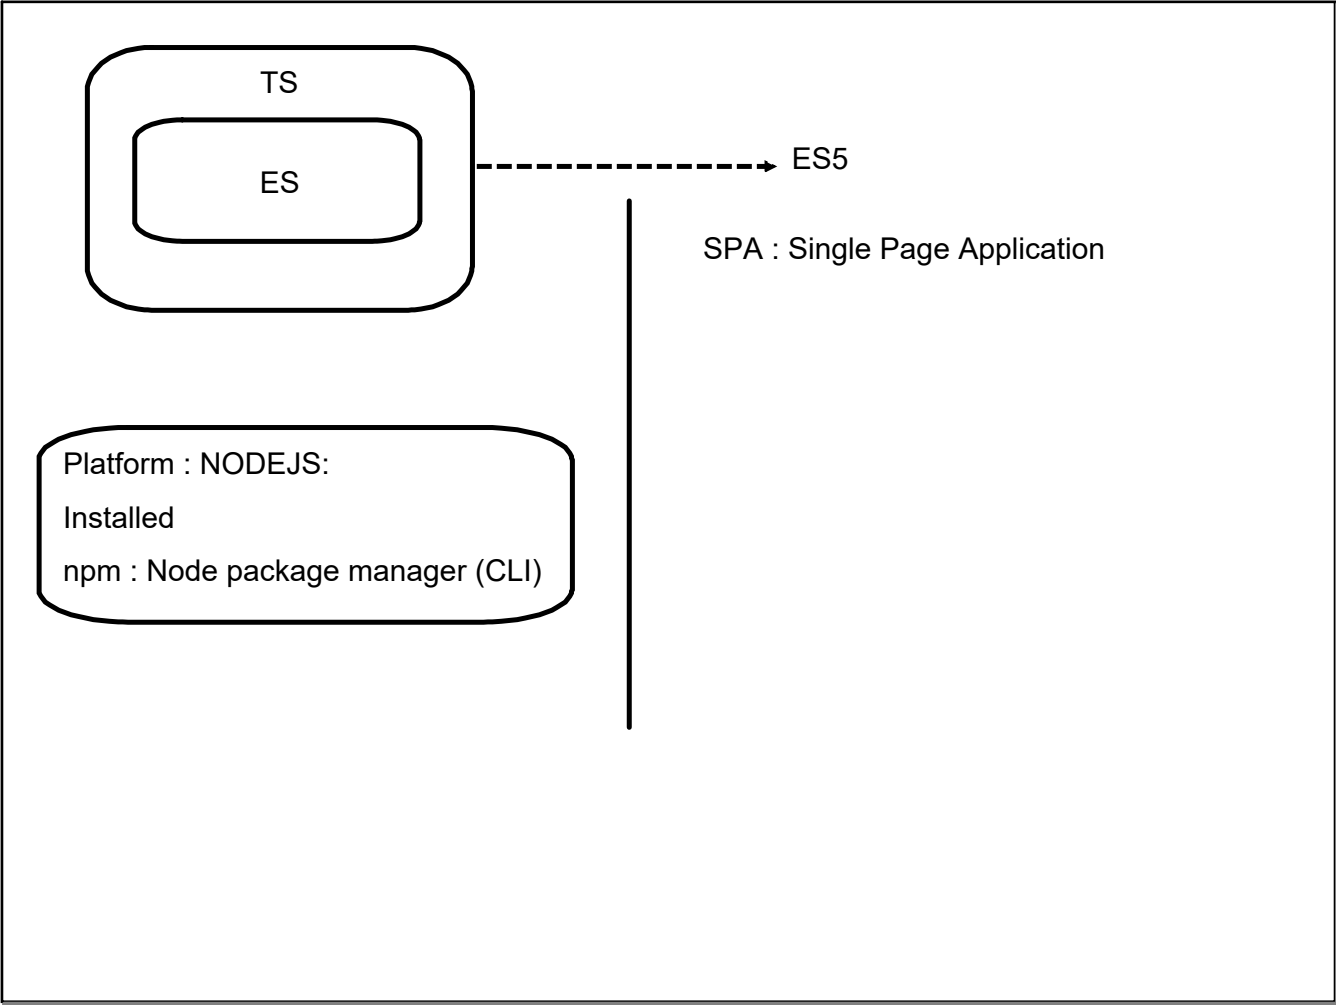 TS
ES
ES5
SPA : Single Page Application
Platform : NODEJS:
Installed
npm : Node package manager (CLI)